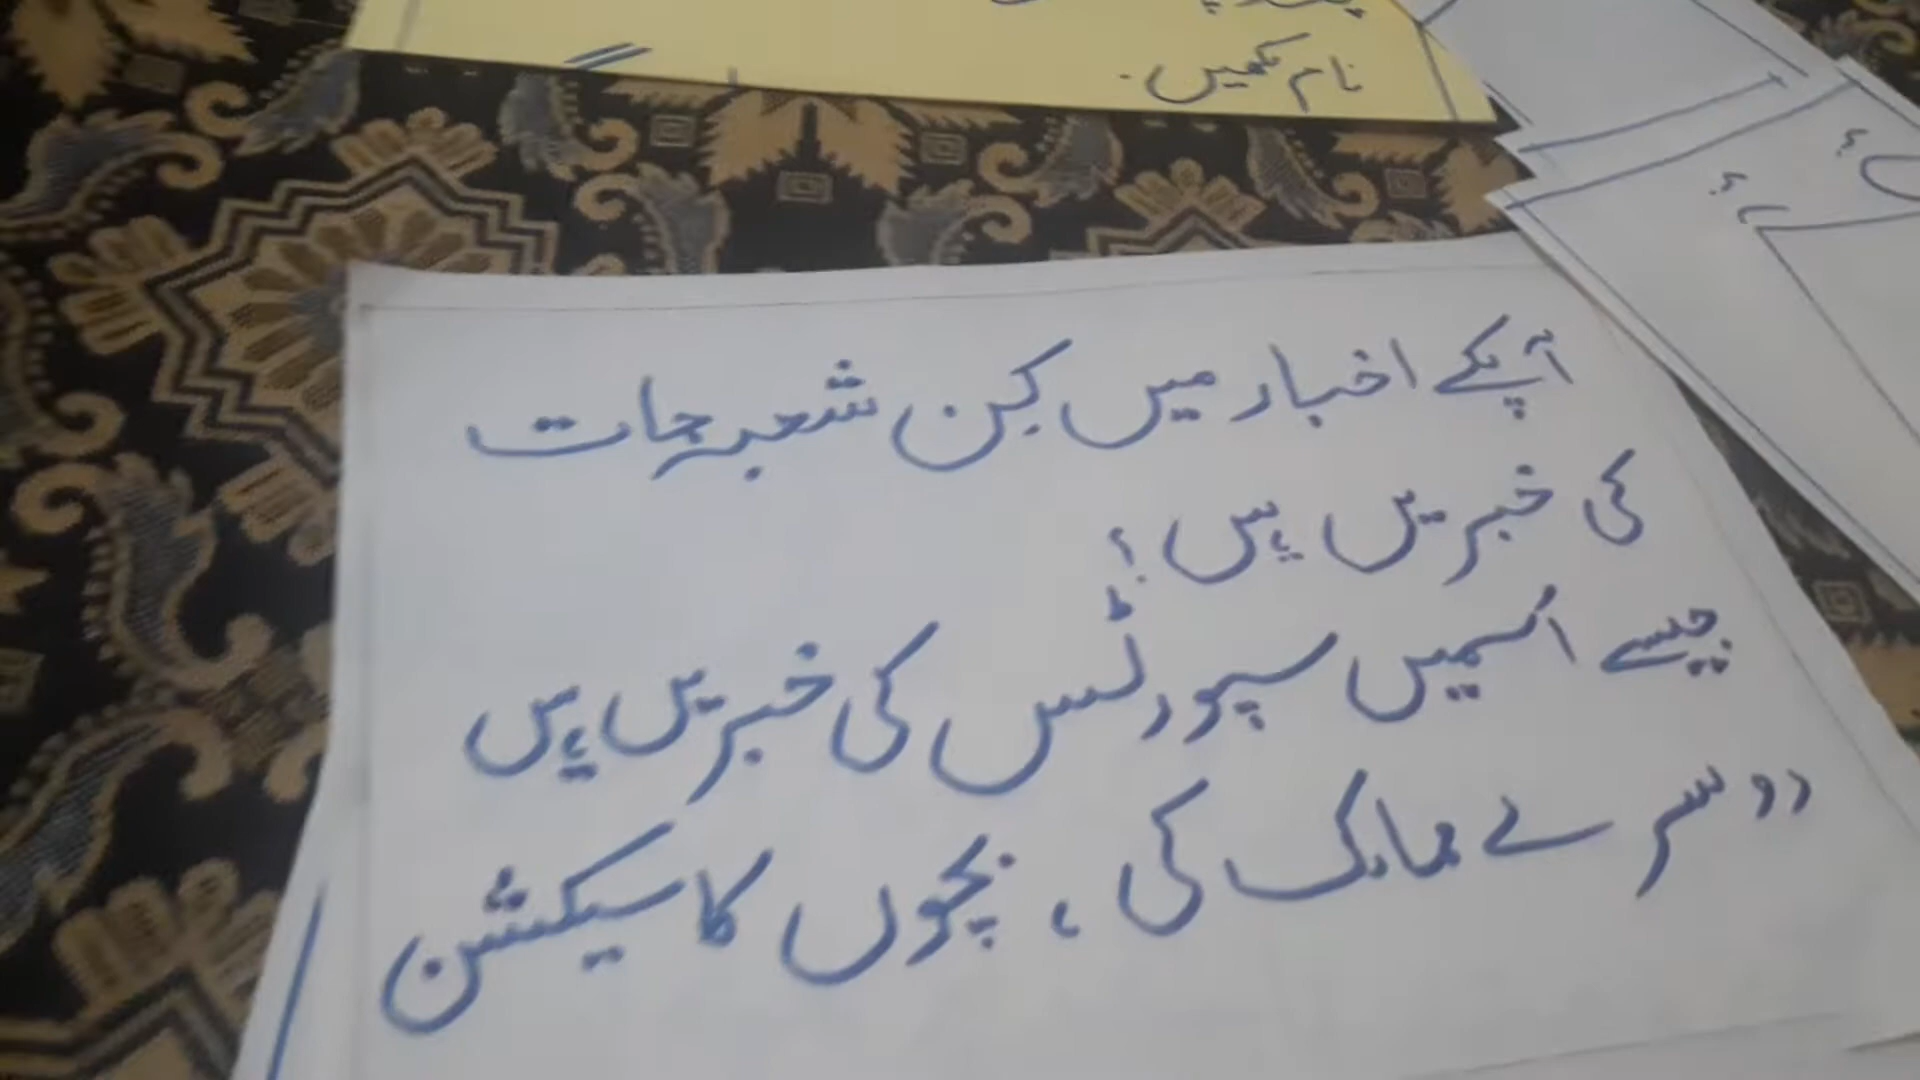 نام لکھیں.
آپکے اخبار میں کن شعبہ جات
کی خبریں ہیں؟
جیسے اُسمیں سپورٹس کی خبریں ہیں
دوسرے ممالک کی ، بچوں کا سیکشن